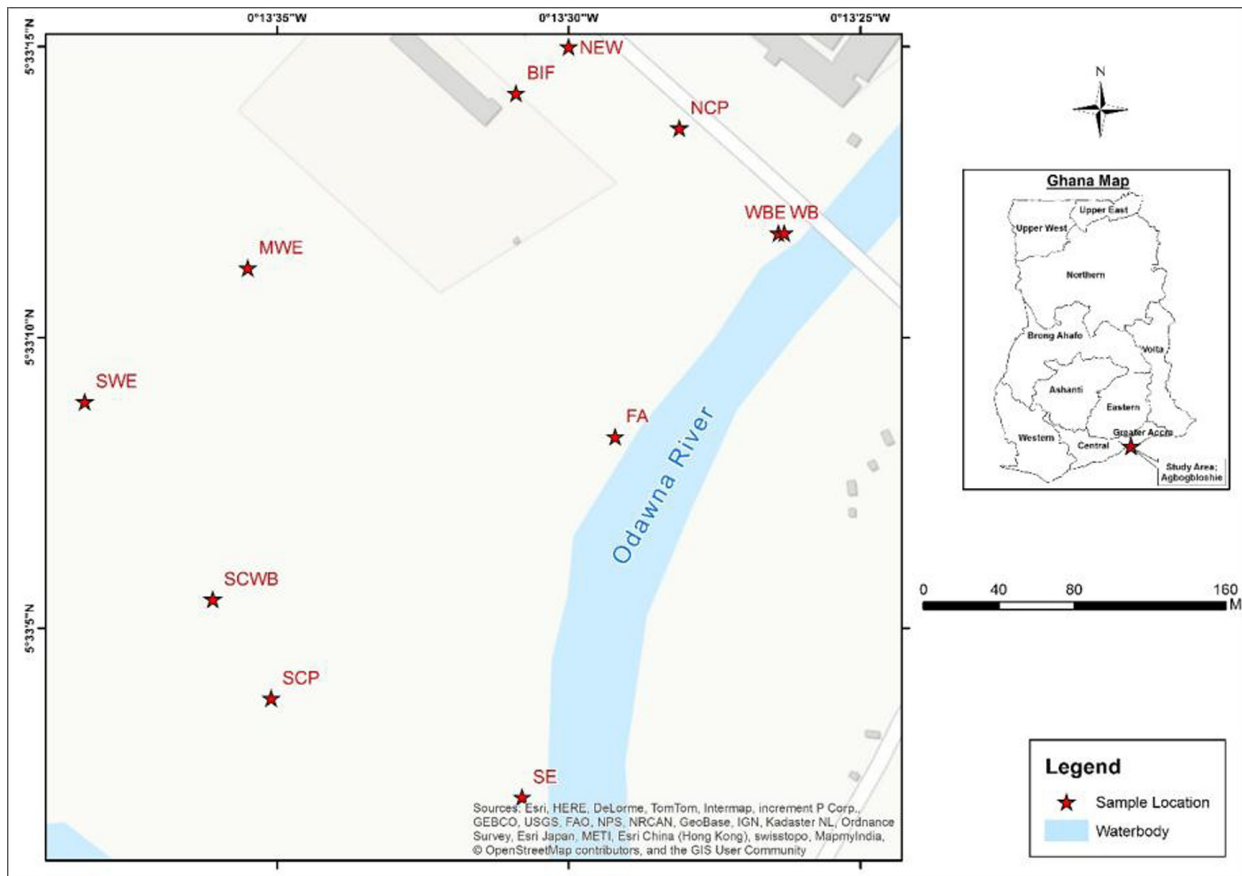 0°13'35"W
0°13'30"W
0°13'25"W
5°33'15"N
5°33'10"N
5°33'5"N
NEW
BIF
NCP
WBE WB
MWE
SWE
FA
Odawna River
SCWB
SCP
SE
Sources: Esri, HERE, DeLorme, TomTom, Intermap, increment P Corp.,
GEBCO, USGS, FAO, NPS, NRCAN, GeoBase, IGN, Kadaster NL, Ordnance
Survey, Esri Japan, METI, Esri China (Hong Kong), swisstopo, MapmyIndia,
© OpenStreetMap contributors, and the GIS User Community
N
Ghana Map
Upper East
Upper West
Northern
Brong Ahafo
Volta
Ashanti
Eastern
Greater Accra
Western
Central
Study Area;
Agbogbloshie
0 40 80 160
M
Legend
Sample Location
Waterbody